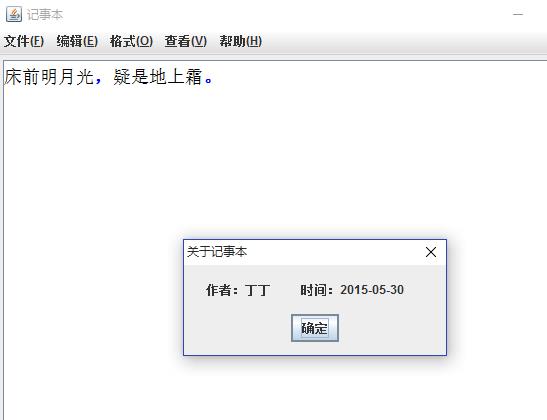 记事本
文件(F) 编辑(E) 格式(O) 查看(V) 帮助(H)
床前明月光，疑是地上霜。
关于记事本
作者：丁丁 时间：2015-05-30
确定